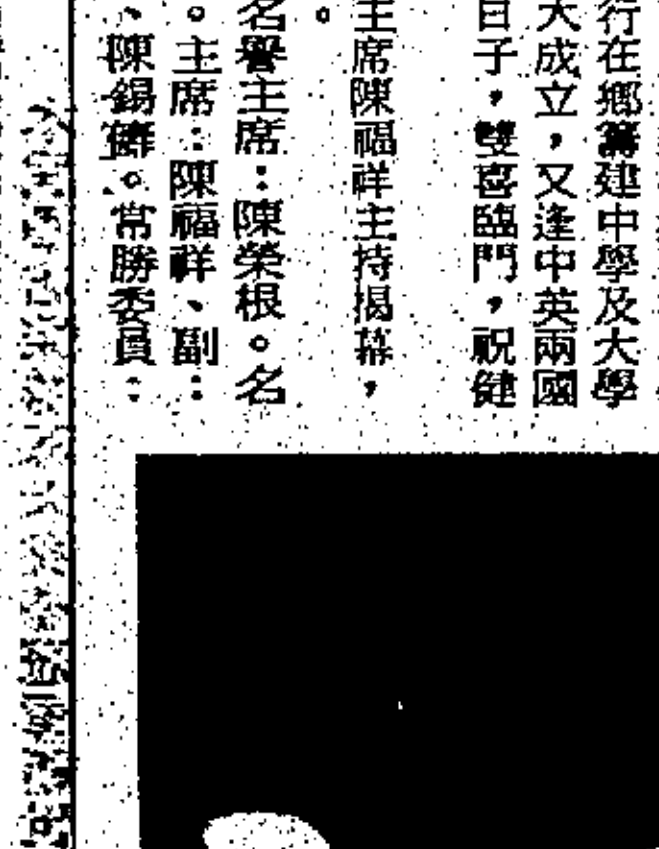 行在鄉籌建中學及大學
大成立，又逢中英兩國
日子，雙喜臨門，祝健
主席陳福祥主持揭幕，
。
名譽主席：陳榮根。名
。主席：陳福祥、副：
、陳錫儕。常勝委員：